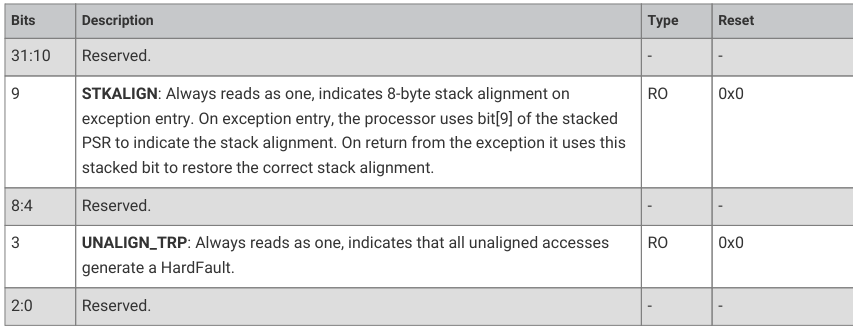 Bits Description Type Reset
31:10 Reserved. - -
9 STKALIGN: Always reads as one, indicates 8-byte stack alignment on RO 0x0
exception entry. On exception entry, the processor uses bit[9] of the stacked
PSR to indicate the stack alignment. On return from the exception it uses this
stacked bit to restore the correct stack alignment.
8:4 Reserved. - -
3 UNALIGN_TRP: Always reads as one, indicates that all unaligned accesses RO 0x0
generate a HardFault.
2:0 Reserved. - -